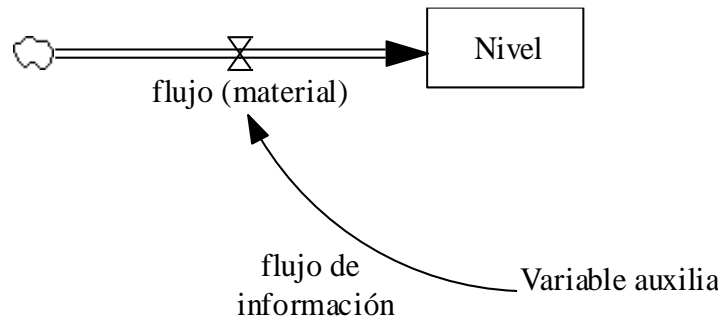 Nivel
flujo (material)
flujo de
información
Variable auxilia